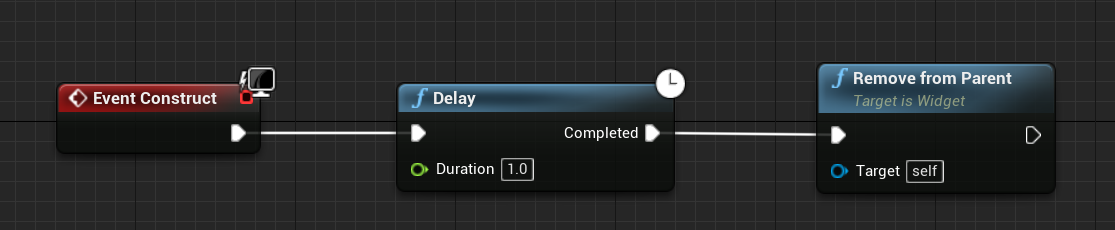 Event Construct
Delay
Completed
Duration 1.0
Remove from Parent
Target is Widget
Target self